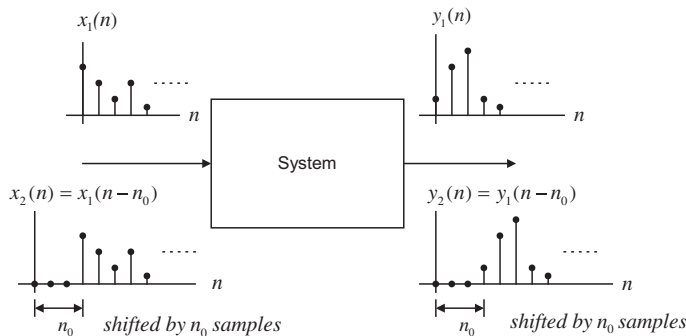 x₁(n)
y₁(n)
n
n
System
x₂(n) = x₁(n−n₀)
y₂(n) = y₁(n−n₀)
n
n
n₀
shifted by n₀ samples
n₀
shifted by n₀ samples